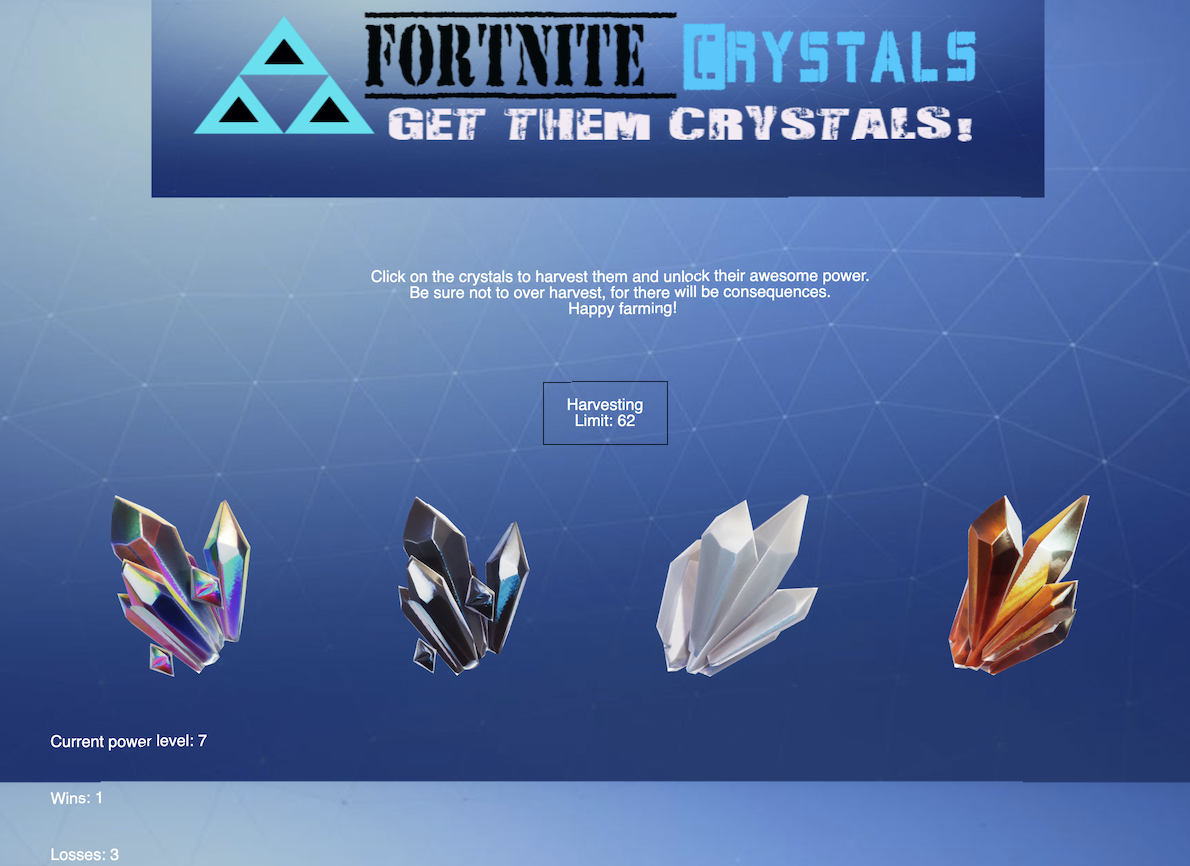 FORTNITE CRYSTALS
GET THEM CRYSTALS!
Click on the crystals to harvest them and unlock their awesome power.
Be sure not to over harvest, for there will be consequences.
Happy farming!
Harvesting
Limit: 62
Current power level: 7
Wins: 1
Losses: 3